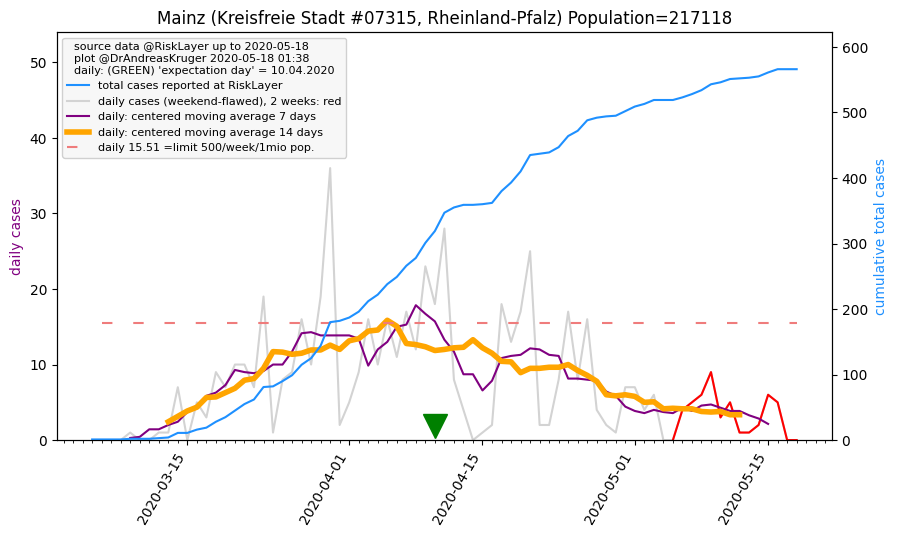 Mainz (Kreisfreie Stadt #07315, Rheinland-Pfalz) Population=217118
source data @RiskLayer up to 2020-05-18
plot @DrAndreasKruger 2020-05-18 01:38
daily: (GREEN) 'expectation day' = 10.04.2020
total cases reported at RiskLayer
daily cases (weekend-flawed), 2 weeks: red
daily: centered moving average 7 days
daily: centered moving average 14 days
daily 15.51 =limit 500/week/1mio pop.
daily cases
50
40
30
20
10
0
cumulative total cases
600
500
400
300
200
100
0
2020-03-15
2020-04-01
2020-04-15
2020-05-01
2020-05-15